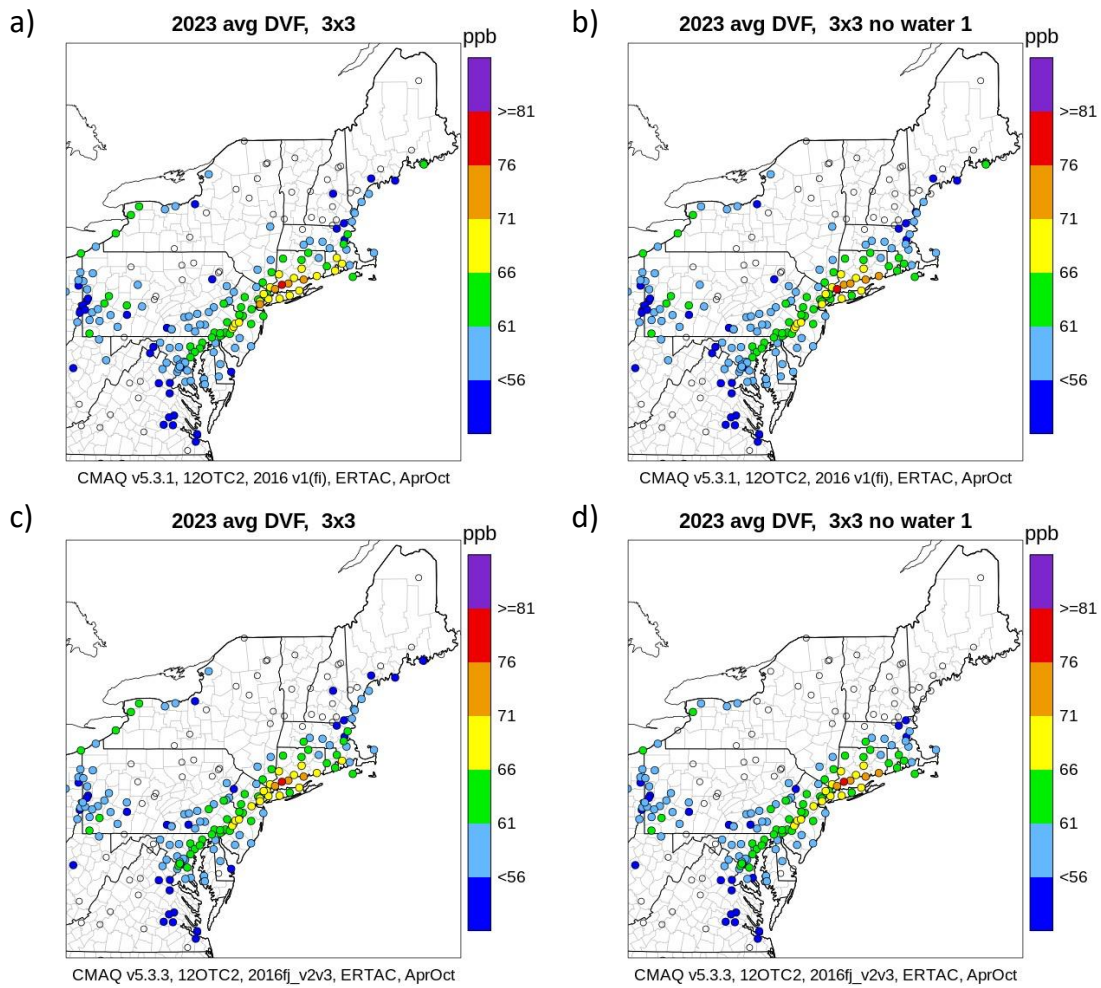 a)
2023 avg DVF, 3x3
ppb
>=81
76
71
66
61
<56
CMAQ v5.3.1, 12OTC2, 2016 v1(fi), ERTAC, AprOct
b)
2023 avg DVF, 3x3 no water 1
ppb
>=81
76
71
66
61
<56
CMAQ v5.3.1, 12OTC2, 2016 v1(fi), ERTAC, AprOct
c)
2023 avg DVF, 3x3
ppb
>=81
76
71
66
61
<56
CMAQ v5.3.3, 12OTC2, 2016fj_v2v3, ERTAC, AprOct
d)
2023 avg DVF, 3x3 no water 1
ppb
>=81
76
71
66
61
<56
CMAQ v5.3.3, 12OTC2, 2016fj_v2v3, ERTAC, AprOct